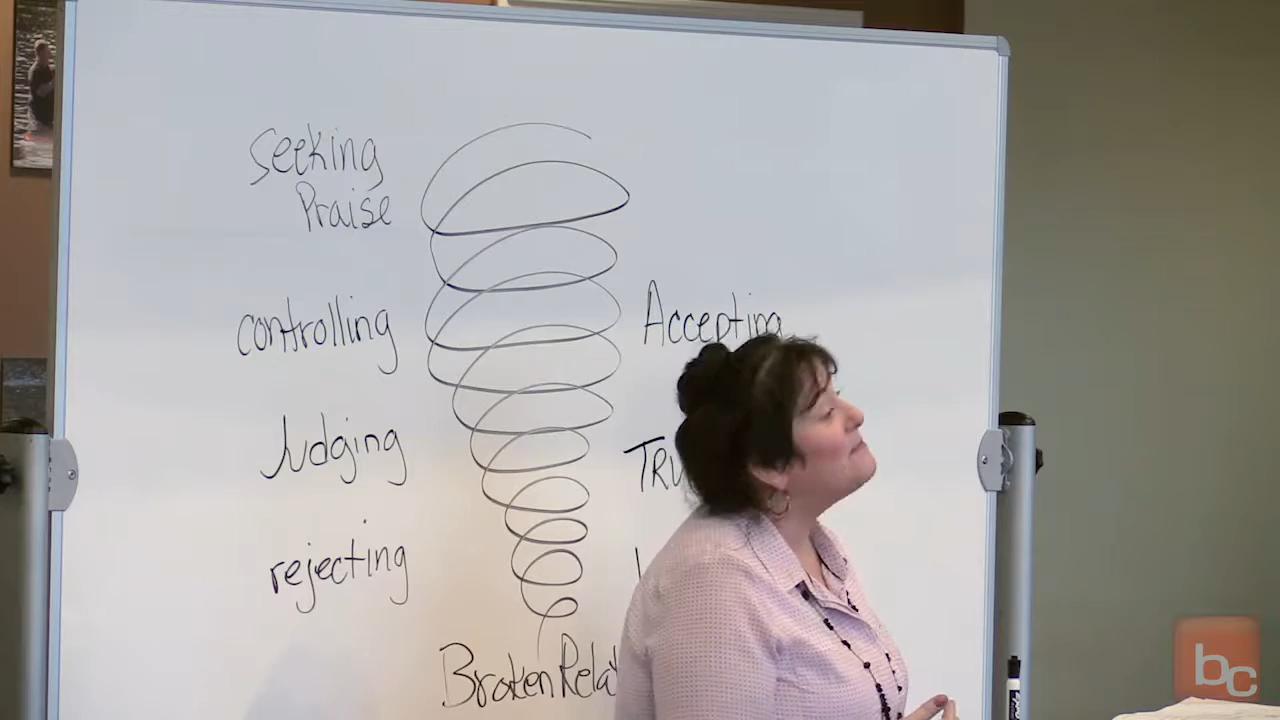 Seeking
Praise
controlling
Accepting
Judging
TRU
rejecting
Broken Rela
bc